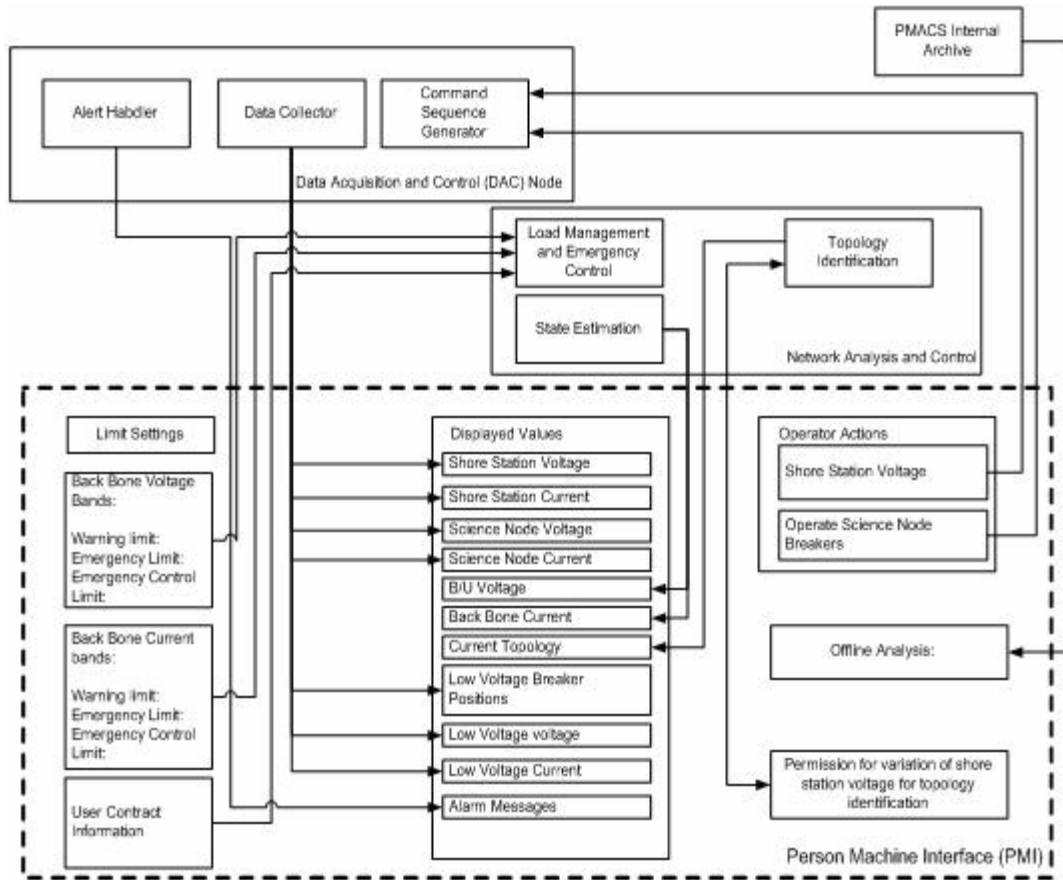 PMACS Internal
Archive
Alert Habdler
Data Collector
Command
Sequence
Generator
Data Acquisition and Control (DAC) Node
Load Management
and Emergency
Control
Topology
Identification
State Estimation
Network Analysis and Control
Limit Settings
Back Bone Voltage
Bands:
Warning limit:
Emergency Limit:
Emergency Control
Limit:
Back Bone Current
bands:
Warning limit:
Emergency Limit:
Emergency Control
Limit:
User Contract
Information
Displayed Values
Shore Station Voltage
Shore Station Current
Science Node Voltage
Science Node Current
B/U Voltage
Back Bone Current
Current Topology
Low Voltage Breaker
Positions
Low Voltage voltage
Low Voltage Current
Alarm Messages
Operator Actions
Shore Station Voltage
Operate Science Node
Breakers
Offline Analysis:
Permission for variation of shore
station voltage for topology
identification
Person Machine Interface (PMI)